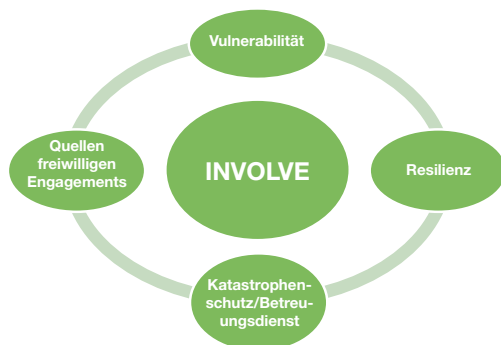 Vulnerabilität
Quellen
freiwilligen
Engagements
INVOLVE
Resilienz
Katastrophen-
schutz/Betreu-
ungsdienst